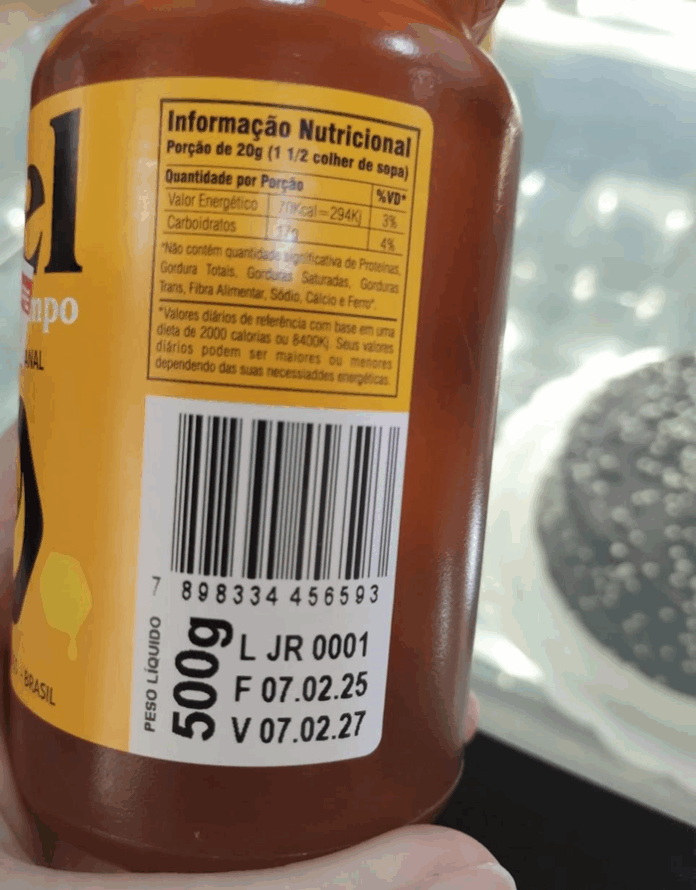 el
mpo
ANAL
- BRASIL
Informação Nutricional
Porção de 20g (1 1/2 colher de sopa)
Quantidade por Porção %VD*
Valor Energético 70Kcal=294Kj 3%
Carboidratos 17g 4%
"Não contém quantidade significativa de Proteínas,
Gordura Totais, Gorduras Saturadas, Gorduras
Trans, Fibra Alimentar, Sódio, Cálcio e Ferro".
*Valores diários de referência com base em uma
dieta de 2000 calorias ou 8400Kj. Seus valores
diários podem ser maiores ou menores
dependendo das suas necessiaddes energéticas.
7 898334 456593
PESO LÍQUIDO
500g
L JR 0001
F 07.02.25
V 07.02.27